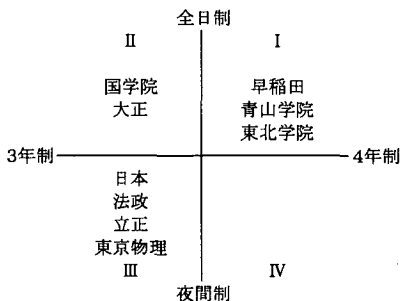 全日制
Ⅱ Ⅰ
国学院 早稲田
大正 青山学院
東北学院
3年制 4年制
日本
法政
立正
東京物理
Ⅲ Ⅳ
夜間制